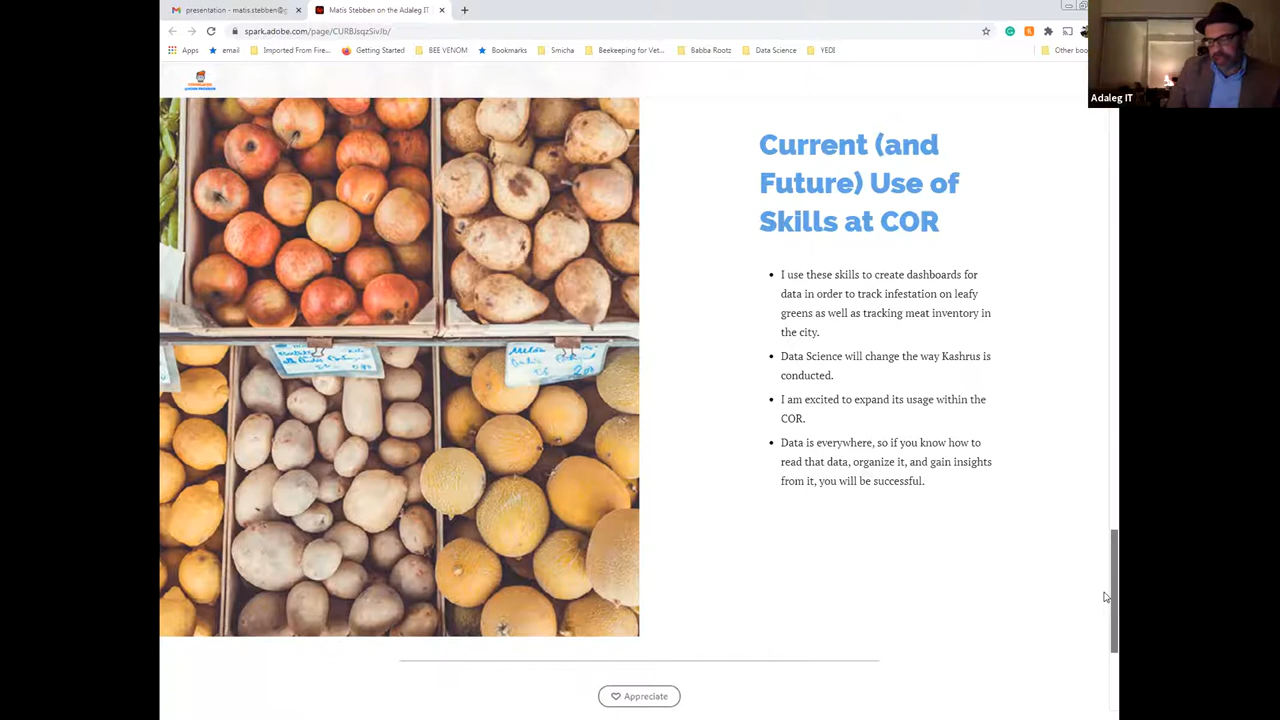 presentation - matis.stebben@g
Matis Stebben on the Adaleg IT
spark.adobe.com/page/CURBJsqzSivJb/
Apps email Imported From Fire... Getting Started BEE VENOM Bookmarks Smicha Beekeeping for Vet... Babba Rootz Data Science YEDI Other boo
Adaleg IT
Current (and
Future) Use of
Skills at COR
• I use these skills to create dashboards for
data in order to track infestation on leafy
greens as well as tracking meat inventory in
the city.
• Data Science will change the way Kashrus is
conducted.
• I am excited to expand its usage within the
COR.
• Data is everywhere, so if you know how to
read that data, organize it, and gain insights
from it, you will be successful.
Appreciate